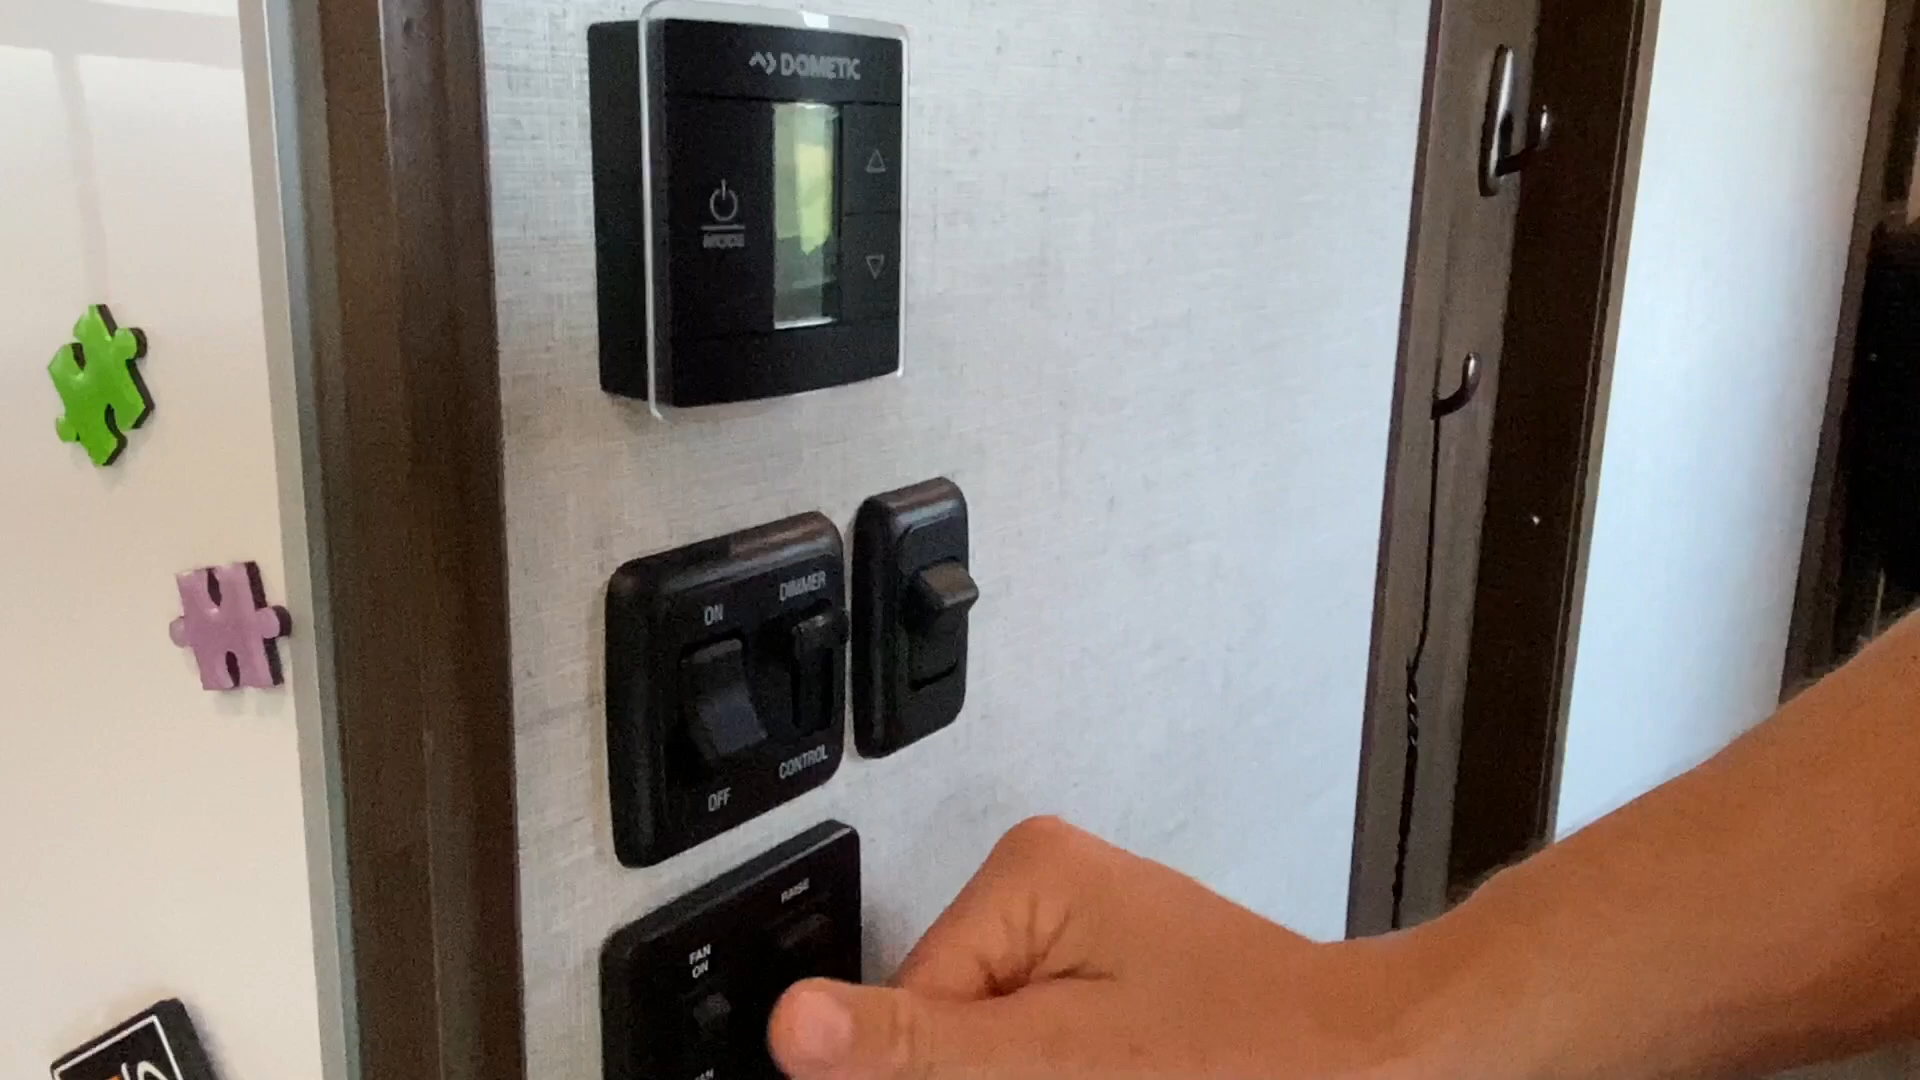 DOMETIC
MODE
ON
DIMMER
CONTROL
OFF
RAISE
FAN
ON